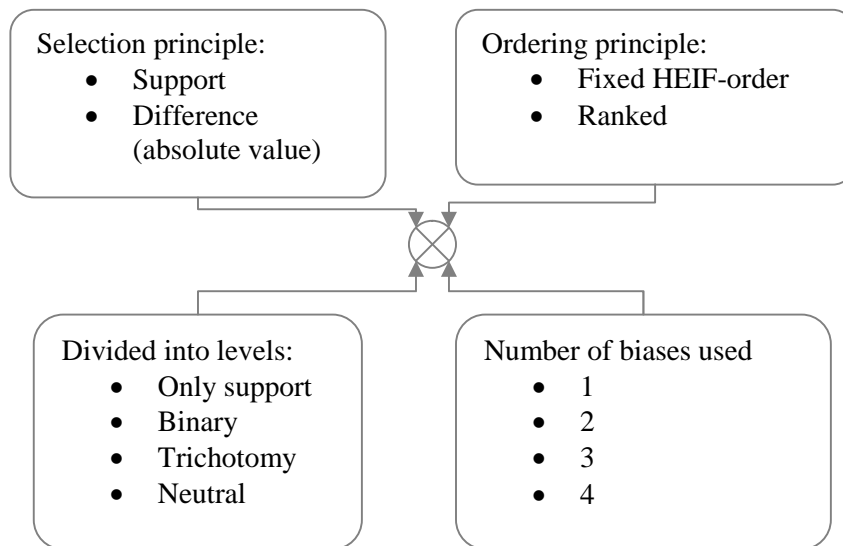 Selection principle:
• Support
• Difference
(absolute value)
Ordering principle:
• Fixed HEIF-order
• Ranked
Divided into levels:
• Only support
• Binary
• Trichotomy
• Neutral
Number of biases used
• 1
• 2
• 3
• 4